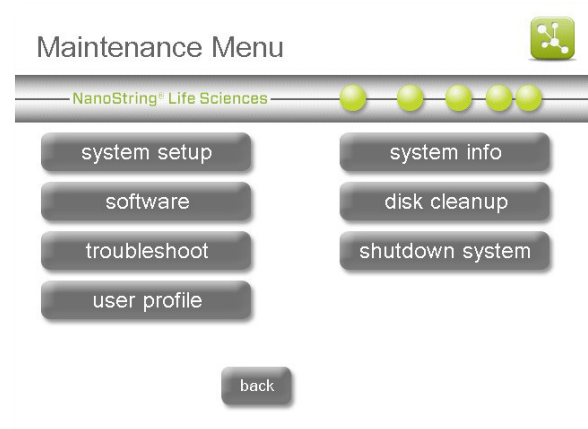 Maintenance Menu
NanoString® Life Sciences
system setup
system info
software
disk cleanup
troubleshoot
shutdown system
user profile
back